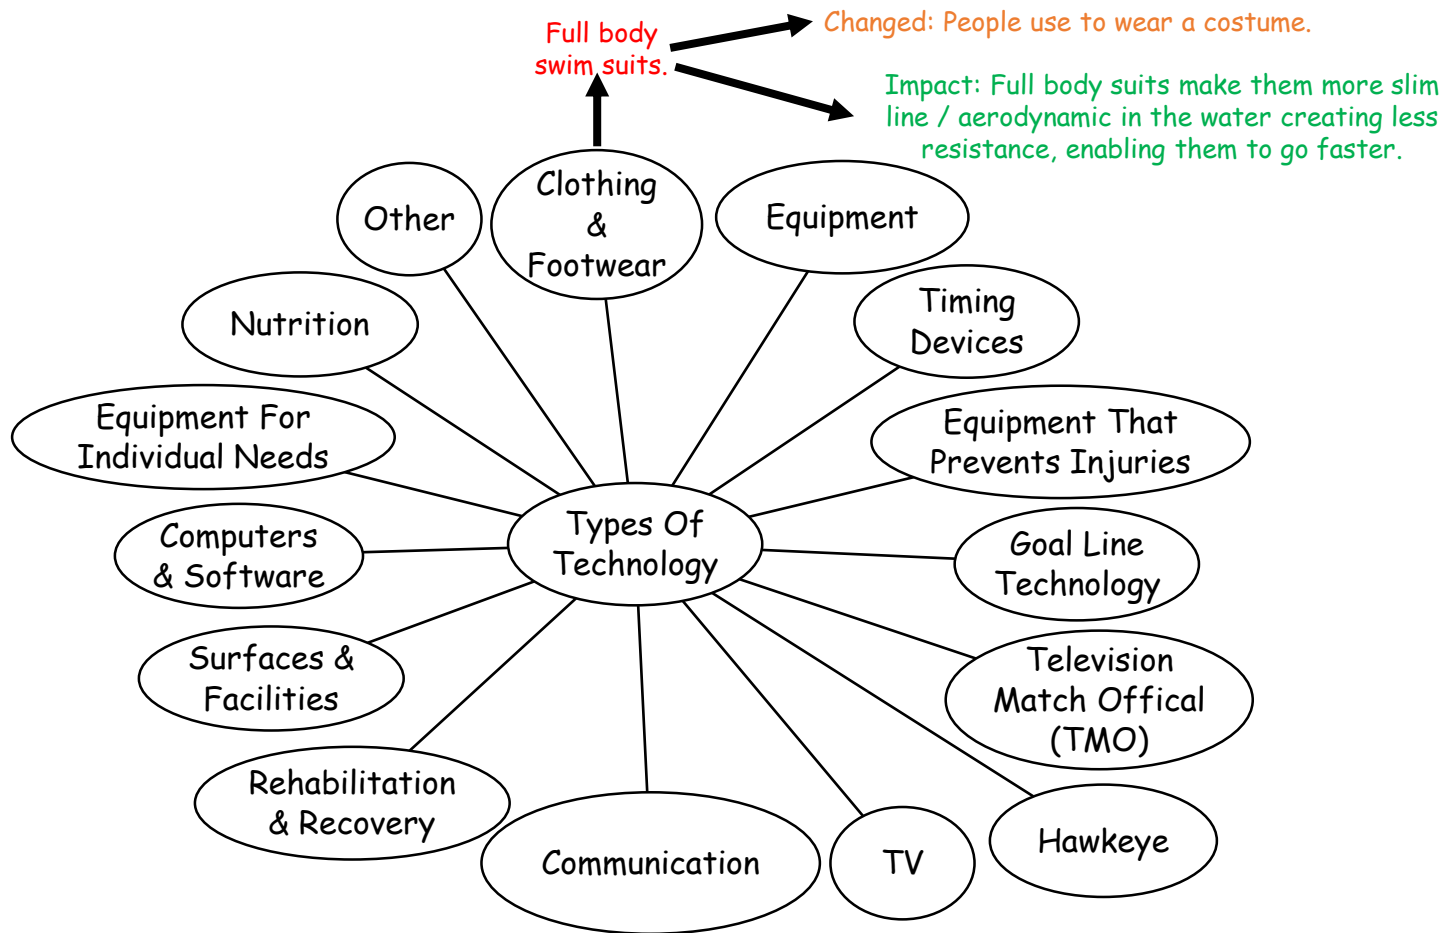 Full body
swim suits.
Changed: People use to wear a costume.
Impact: Full body suits make them more slim
line / aerodynamic in the water creating less
resistance, enabling them to go faster.
Other
Clothing
&
Footwear
Equipment
Nutrition
Timing
Devices
Equipment For
Individual Needs
Equipment That
Prevents Injuries
Computers
& Software
Types Of
Technology
Goal Line
Technology
Surfaces &
Facilities
Television
Match Offical
(TMO)
Rehabilitation
& Recovery
Communication
TV
Hawkeye